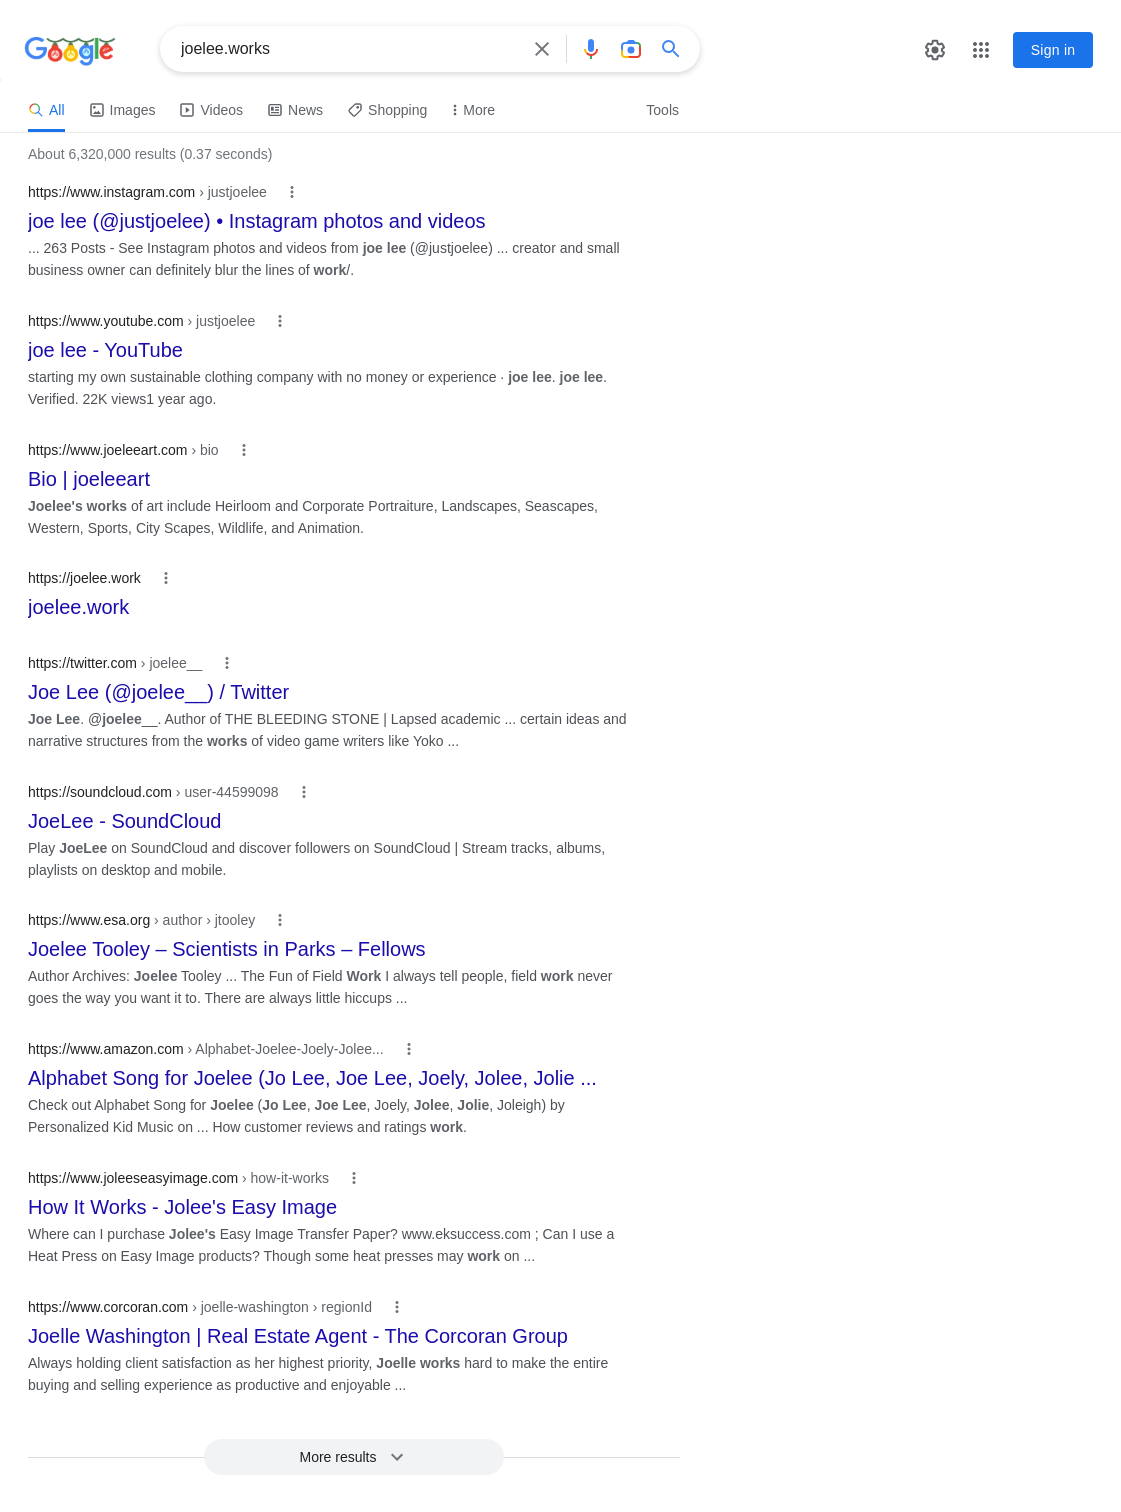 Google
joelee.works
Sign in
All Images Videos News Shopping More Tools
About 6,320,000 results (0.37 seconds)
https://www.instagram.com › justjoelee
joe lee (@justjoelee) • Instagram photos and videos
... 263 Posts - See Instagram photos and videos from joe lee (@justjoelee) ... creator and small
business owner can definitely blur the lines of work/.
https://www.youtube.com › justjoelee
joe lee - YouTube
starting my own sustainable clothing company with no money or experience · joe lee. joe lee.
Verified. 22K views1 year ago.
https://www.joeleeart.com › bio
Bio | joeleeart
Joelee's works of art include Heirloom and Corporate Portraiture, Landscapes, Seascapes,
Western, Sports, City Scapes, Wildlife, and Animation.
https://joelee.work
joelee.work
https://twitter.com › joelee__
Joe Lee (@joelee__) / Twitter
Joe Lee. @joelee__. Author of THE BLEEDING STONE | Lapsed academic ... certain ideas and
narrative structures from the works of video game writers like Yoko ...
https://soundcloud.com › user-44599098
JoeLee - SoundCloud
Play JoeLee on SoundCloud and discover followers on SoundCloud | Stream tracks, albums,
playlists on desktop and mobile.
https://www.esa.org › author › jtooley
Joelee Tooley – Scientists in Parks – Fellows
Author Archives: Joelee Tooley ... The Fun of Field Work I always tell people, field work never
goes the way you want it to. There are always little hiccups ...
https://www.amazon.com › Alphabet-Joelee-Joely-Jolee...
Alphabet Song for Joelee (Jo Lee, Joe Lee, Joely, Jolee, Jolie ...
Check out Alphabet Song for Joelee (Jo Lee, Joe Lee, Joely, Jolee, Jolie, Joleigh) by
Personalized Kid Music on ... How customer reviews and ratings work.
https://www.joleeseasyimage.com › how-it-works
How It Works - Jolee's Easy Image
Where can I purchase Jolee's Easy Image Transfer Paper? www.eksuccess.com ; Can I use a
Heat Press on Easy Image products? Though some heat presses may work on ...
https://www.corcoran.com › joelle-washington › regionId
Joelle Washington | Real Estate Agent - The Corcoran Group
Always holding client satisfaction as her highest priority, Joelle works hard to make the entire
buying and selling experience as productive and enjoyable ...
More results